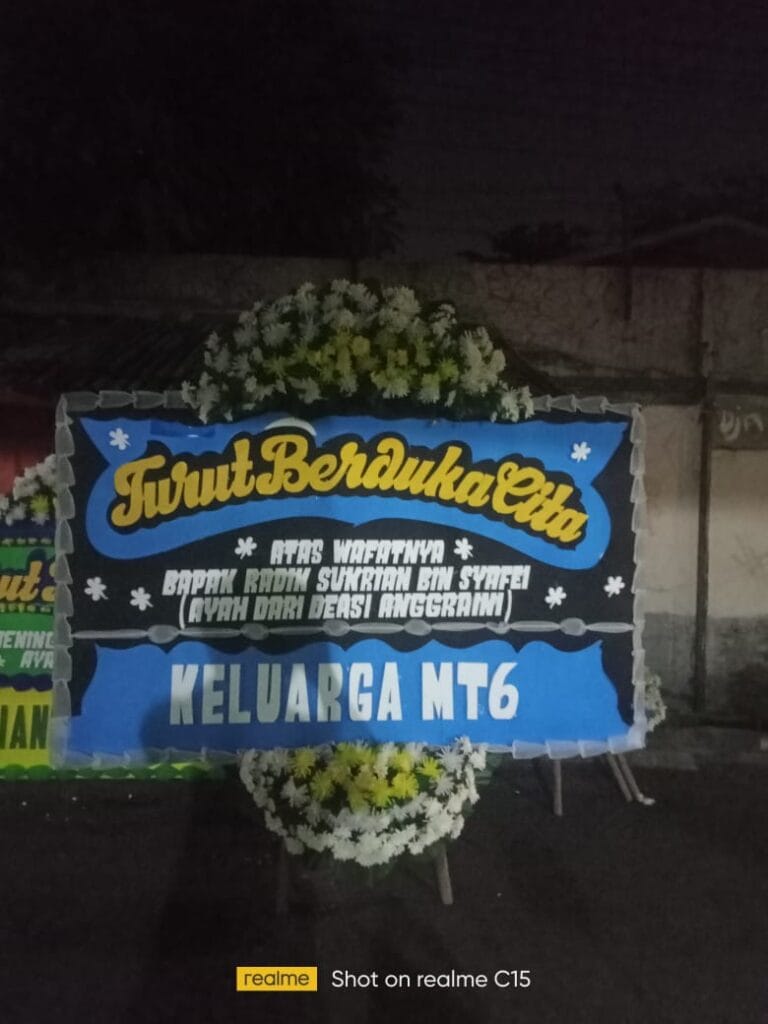 Turut Berduka Cita
ATAS WAFATNYA
BAPAK RADIN SUKRIAN BIN SYAFEI
(AYAH DARI DEASI ANGGRAINI)
KELUARGA MT6
realme Shot on realme C15